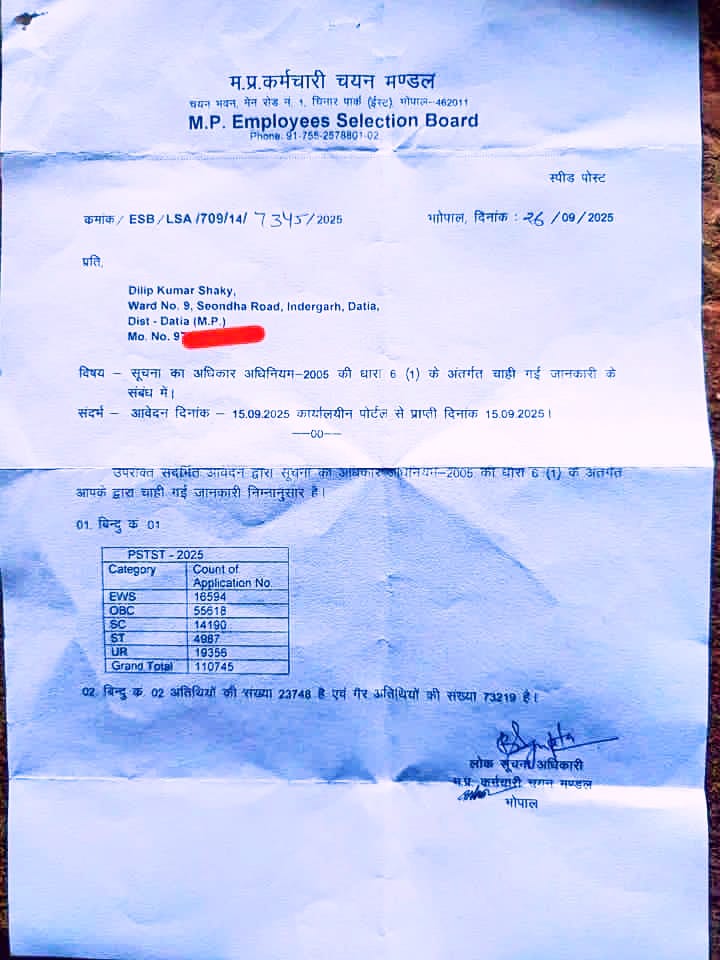 म.प्र.कर्मचारी चयन मण्डल
चयन भवन, मेन रोड नं. 1, चिनार पार्क (ईस्ट), भोपाल-462011
M.P. Employees Selection Board
Phone: 91-755-2578801-02
स्पीड पोस्ट
कमांक / ESB / LSA /709/14/ 7345/2025 भोपाल, दिनांक : 26 /09/2025
प्रति,
Dilip Kumar Shaky,
Ward No. 9, Seondha Road, Indergarh, Datia,
Dist - Datia (M.P.)
Mo. No. 97
विषय – सूचना का अधिकार अधिनियम–2005 की धारा 6 (1) के अंतर्गत चाही गई जानकारी के
संबंध में।
संदर्भ – आवेदन दिनांक – 15.09.2025 कार्यालयीन पोर्टल से प्राप्ती दिनांक 15.09.2025।
—00—
उपरोक्त संदर्भित आवेदन द्वारा सूचना का अधिकार अधिनियम–2005 की धारा 6 (1) के अंतर्गत
आपके द्वारा चाही गई जानकारी निम्नानुसार है।
01. बिन्दु क. 01
PSTST - 2025
Category Count of
Application No.
EWS 16594
OBC 55618
SC 14190
ST 4987
UR 19356
Grand Total 110745
02. बिन्दु क. 02 अतिथियों की संख्या 23748 है एवं गैर अतिथियों की संख्या 73219 है।
लोक सूचना अधिकारी
म.प्र. कर्मचारी चयन मण्डल
भोपाल